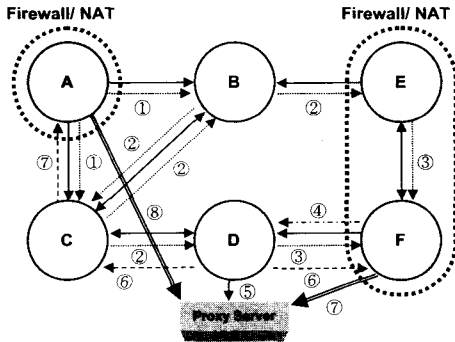 Firewall/ NAT Firewall/ NAT
A B E
① ②
⑦ ① ② ② ③
⑧ ④
C D F
② ③
⑥ ⑤ ⑥ ⑦
Proxy Server